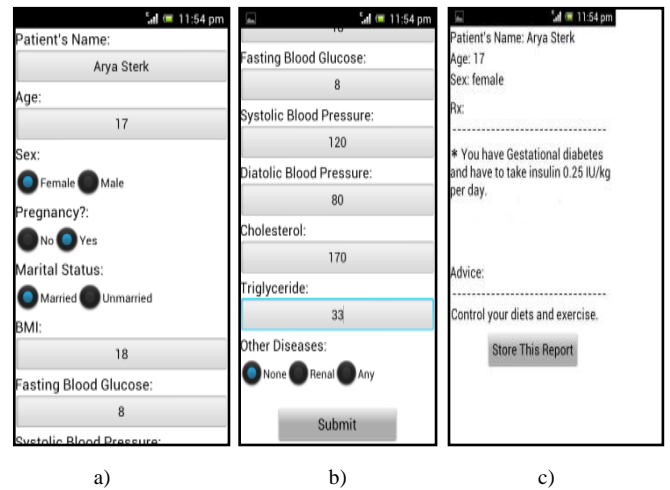 11:54 pm
Patient's Name:
Arya Sterk
Age:
17
Sex:
Female Male
Pregnancy?:
No Yes
Marital Status:
Married Unmarried
BMI:
18
Fasting Blood Glucose:
8
Systolic Blood Pressure:
11:54 pm
Fasting Blood Glucose:
8
Systolic Blood Pressure:
120
Diatolic Blood Pressure:
80
Cholesterol:
170
Triglyceride:
33
Other Diseases:
None Renal Any
Submit
11:54 pm
Patient's Name: Arya Sterk
Age: 17
Sex: female
Rx:
--------------------------------
* You have Gestational diabetes
and have to take insulin 0.25 IU/kg
per day.
Advice:
--------------------------------
Control your diets and exercise.
Store This Report
a) b) c)